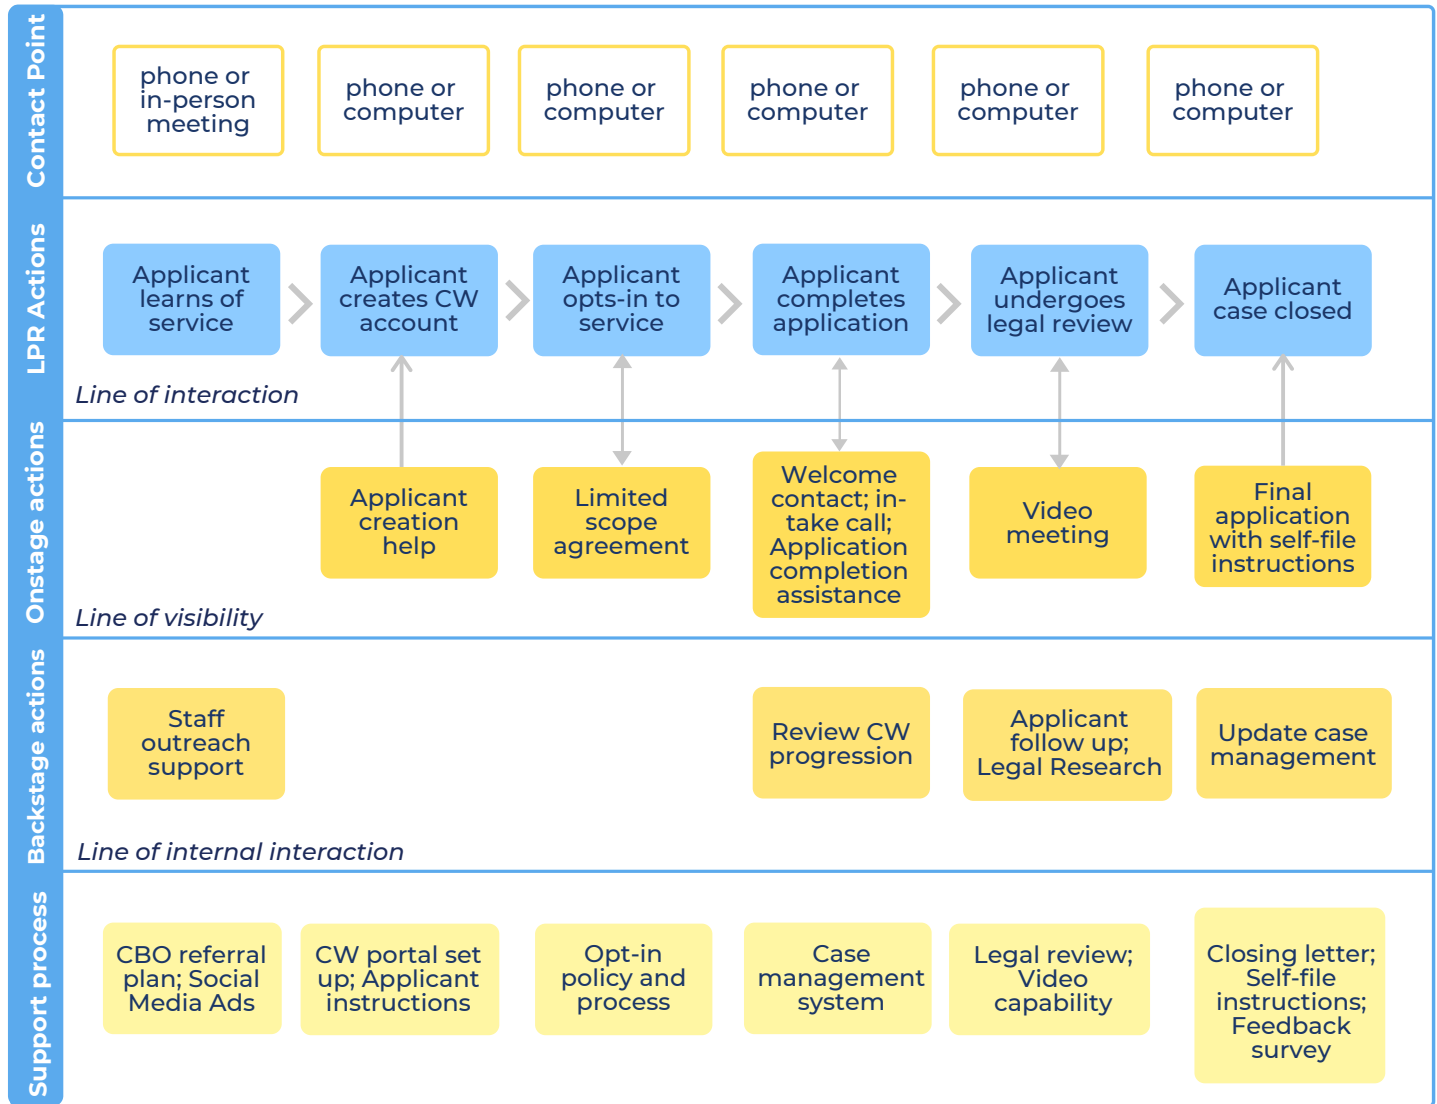 Contact Point
phone or
in-person
meeting
phone or
computer
phone or
computer
phone or
computer
phone or
computer
phone or
computer
LPR Actions
Applicant
learns of
service
Applicant
creates CW
account
Applicant
opts-in to
service
Applicant
completes
application
Applicant
undergoes
legal review
Applicant
case closed
Line of interaction
Onstage actions
Applicant
creation
help
Limited
scope
agreement
Welcome
contact; in-
take call;
Application
completion
assistance
Video
meeting
Final
application
with self-file
instructions
Line of visibility
Backstage actions
Staff
outreach
support
Review CW
progression
Applicant
follow up;
Legal Research
Update case
management
Line of internal interaction
Support process
CBO referral
plan; Social
Media Ads
CW portal set
up; Applicant
instructions
Opt-in
policy and
process
Case
management
system
Legal review;
Video
capability
Closing letter;
Self-file
instructions;
Feedback
survey